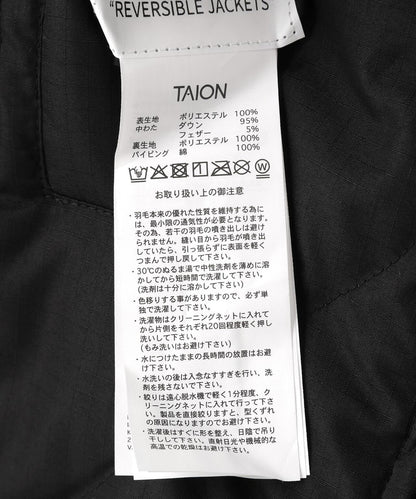 "REVERSIBLE JACKETS"
TAION
表生地 ポリエステル 100%
中わた ダウン 95%
フェザー 5%
裏生地 ポリエステル 100%
パイピング 綿 100%
お取り扱い上の御注意
・羽毛本来の優れた性質を維持する為に
は、最小限の通気性が必要となります。
その為、若干の羽毛の噴き出しは避け
られません。縫い目から羽毛が噴き出し
ていたら、引っ張らずに表面を軽く
つまんで押し戻して下さい。
・30℃のぬるま湯で中性洗剤を薄めに溶
かしてから短時間で洗濯して下さい。
(洗剤は十分に溶かして下さい)
・色移りする事がありますので、必ず単
独で洗濯して下さい。
・洗濯物はクリーニングネットに入れて
から片側をそれぞれ20回程度軽く押し
洗いして下さい。
(もみ洗いはお避け下さい)
・水につけたままの長時間の放置はお避
け下さい。
・水洗いの後は入念なすすぎを行い、洗
剤を残さないで下さい。
・絞りは遠心脱水機で軽く1分程度、ク
リーニングネットに入れて行って下さ
い。製品を直接絞りますと、型くずれ
の原因になりますのでお避け下さい。
・洗濯後はすぐに形を整え、日陰で吊り
干しして下さい。直射日光や機械的な
高温での乾燥はお避け下さい。